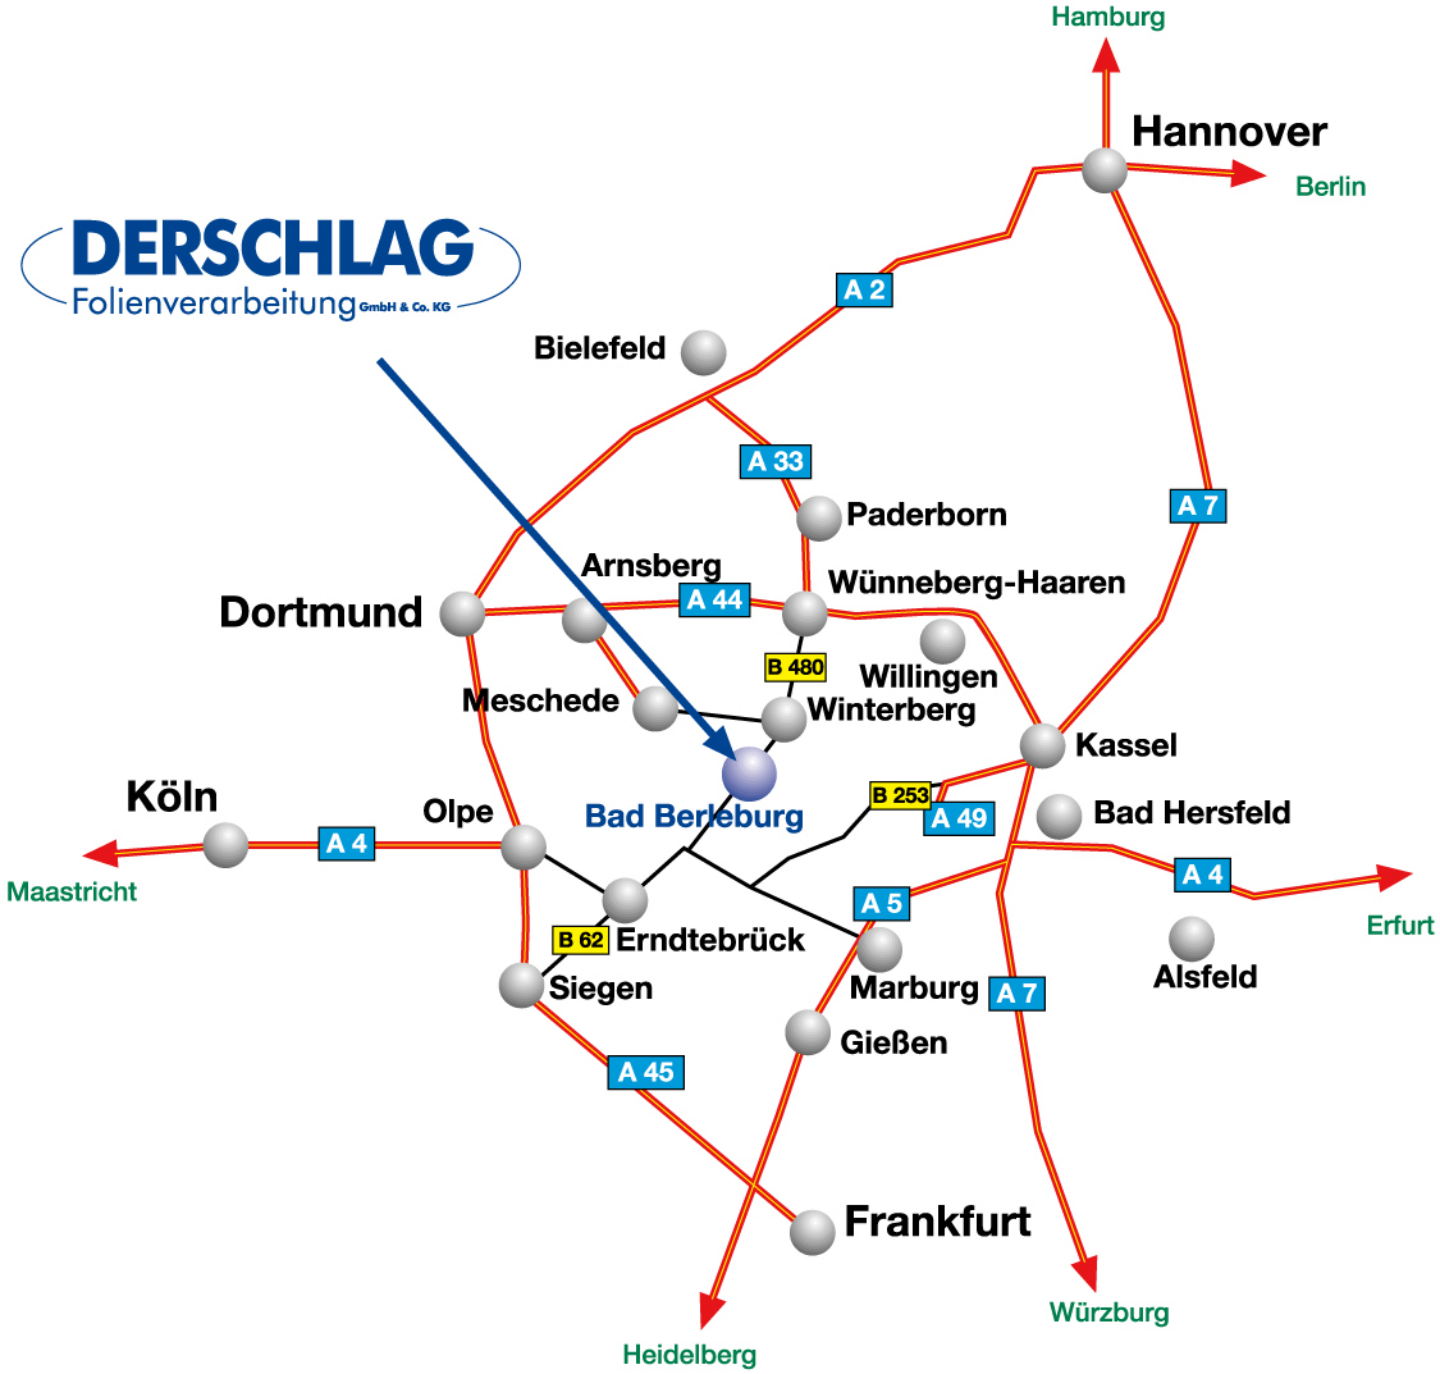 Hamburg
Hannover
Berlin
DERSCHLAG
Folienverarbeitung GmbH & Co. KG
A 2
Bielefeld
A 33
A 7
Paderborn
Arnsberg
Wünneberg-Haaren
A 44
Dortmund
B 480
Willingen
Meschede
Winterberg
Kassel
Köln
B 253
Olpe
Bad Berleburg
A 49
Bad Hersfeld
A 4
A 4
Maastricht
A 5
Erfurt
B 62
Erndtebrück
Alsfeld
Siegen
Marburg
A 7
Gießen
A 45
Frankfurt
Würzburg
Heidelberg